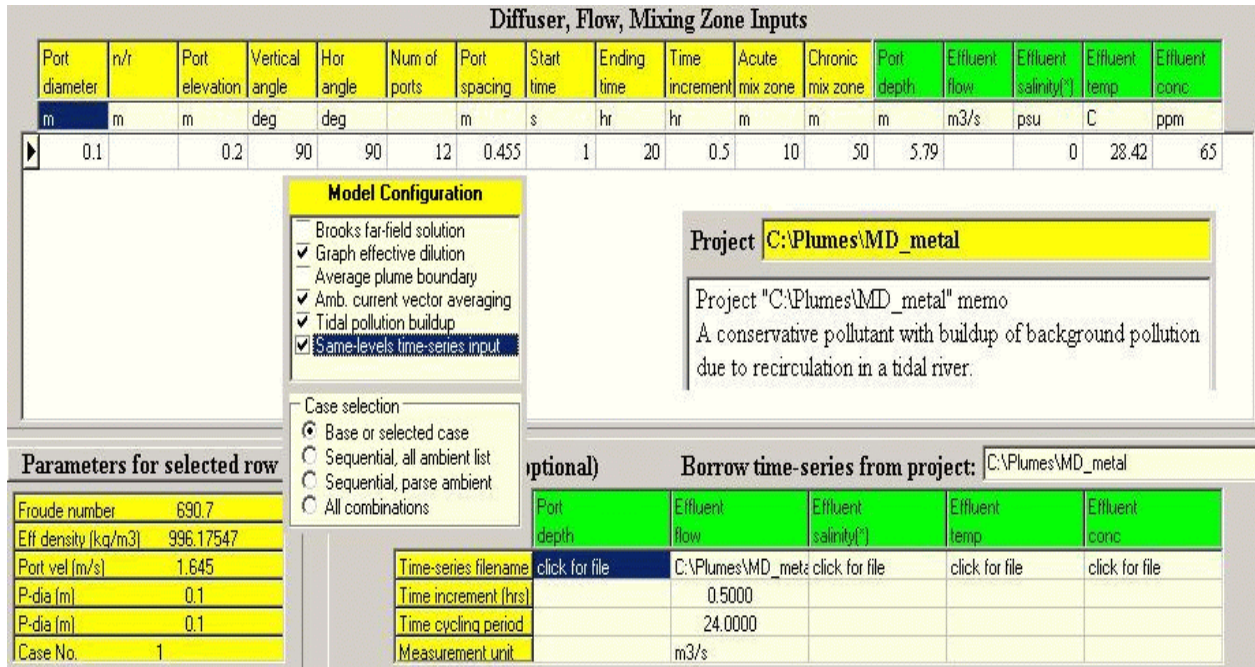 Diffuser, Flow, Mixing Zone Inputs
Port diameter n/r Port elevation Vertical angle Hor angle Num of ports Port spacing Start time Ending time Time increment Acute mix zone Chronic mix zone Port depth Effluent flow Effluent salinity(*) Effluent temp Effluent conc
m m m deg deg m s hr hr m m m m3/s psu C ppm
0.1 0.2 90 90 12 0.455 1 20 0.5 10 50 5.79 0 28.42 65
Model Configuration
Brooks far-field solution
Graph effective dilution
Average plume boundary
Amb. current vector averaging
Tidal pollution buildup
Same-levels time-series input
Case selection
Base or selected case
Sequential, all ambient list
Sequential, parse ambient
All combinations
Project C:\Plumes\MD_metal
Project "C:\Plumes\MD_metal" memo
A conservative pollutant with buildup of background pollution
due to recirculation in a tidal river.
Parameters for selected row
Froude number 690.7
Eff density (kg/m3) 996.17547
Port vel (m/s) 1.645
P-dia (m) 0.1
P-dia (m) 0.1
Case No. 1
ptional) Borrow time-series from project: C:\Plumes\MD_metal
Port depth Effluent flow Effluent salinity(*) Effluent temp Effluent conc
Time-series filename click for file C:\Plumes\MD_meta click for file click for file click for file
Time increment (hrs) 0.5000
Time cycling period 24.0000
Measurement unit m3/s